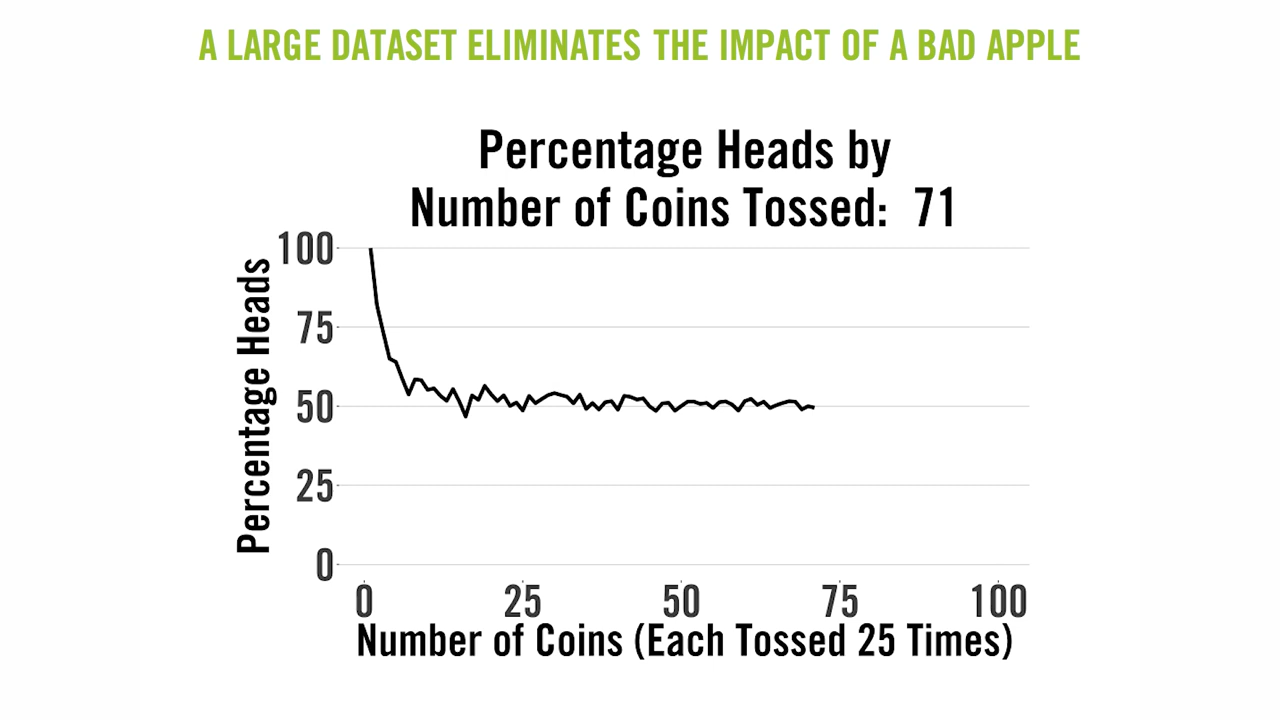 A LARGE DATASET ELIMINATES THE IMPACT OF A BAD APPLE
Percentage Heads by
Number of Coins Tossed: 71
Percentage Heads
100
75
50
25
0
0 25 50 75 100
Number of Coins (Each Tossed 25 Times)